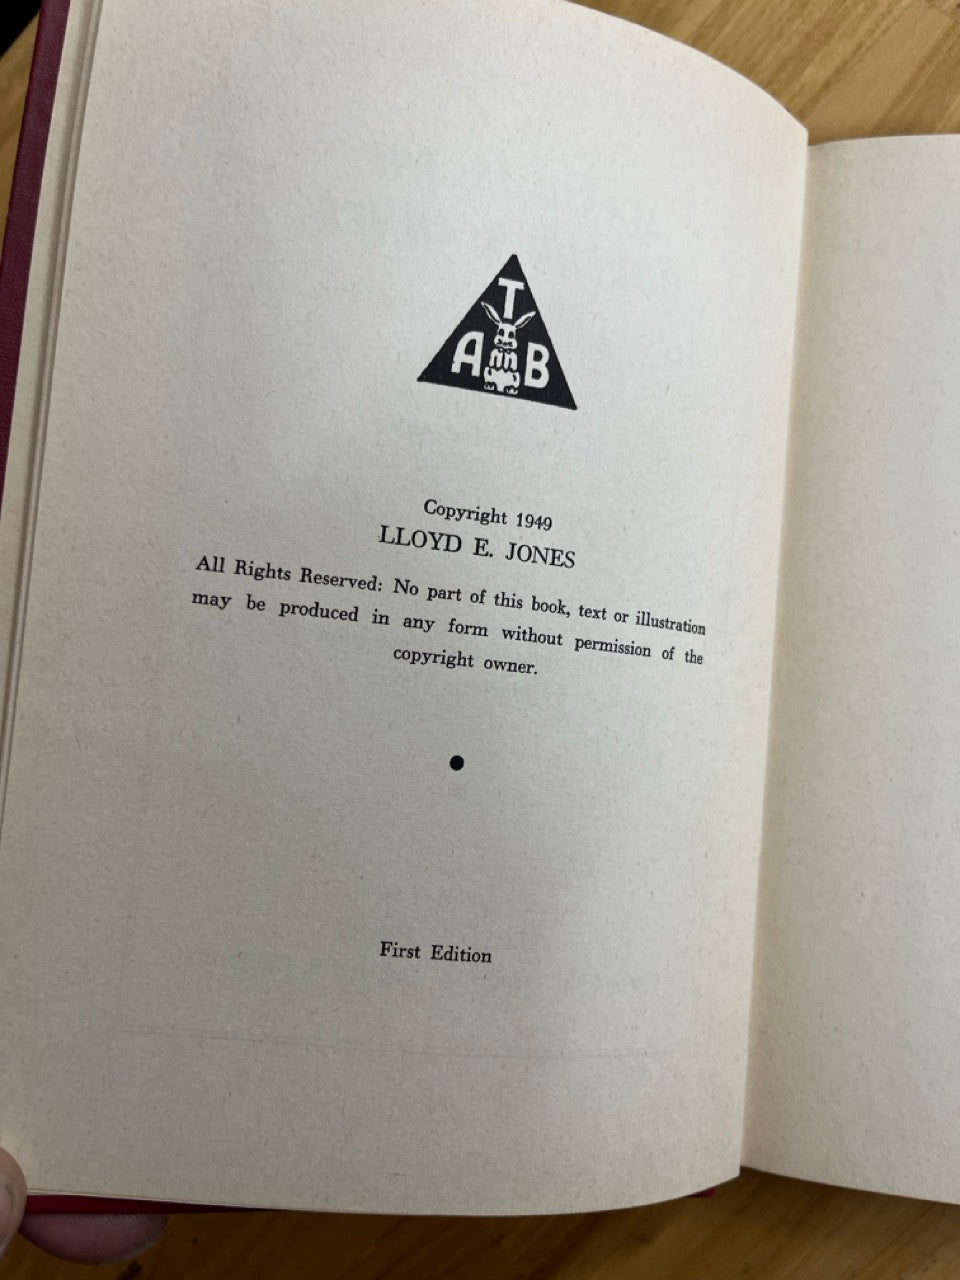 T
A B
Copyright 1949
LLOYD E. JONES
All Rights Reserved: No part of this book, text or illustration
may be produced in any form without permission of the
copyright owner.
First Edition